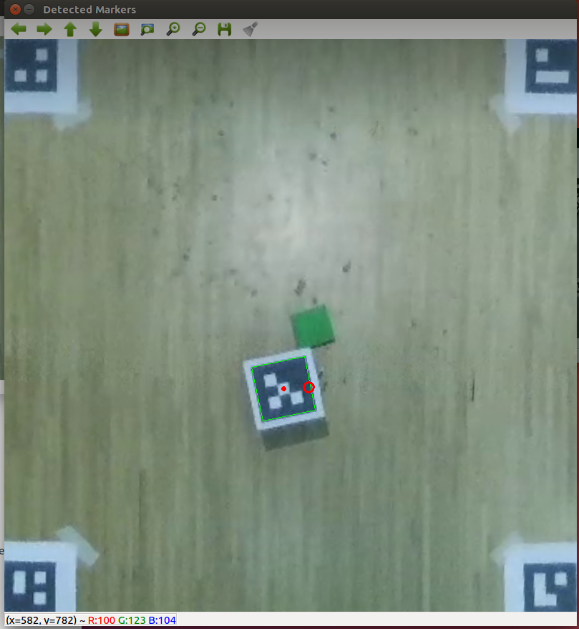 Detected Markers
(x=582, y=782) ~ R:100 G:123 B:104